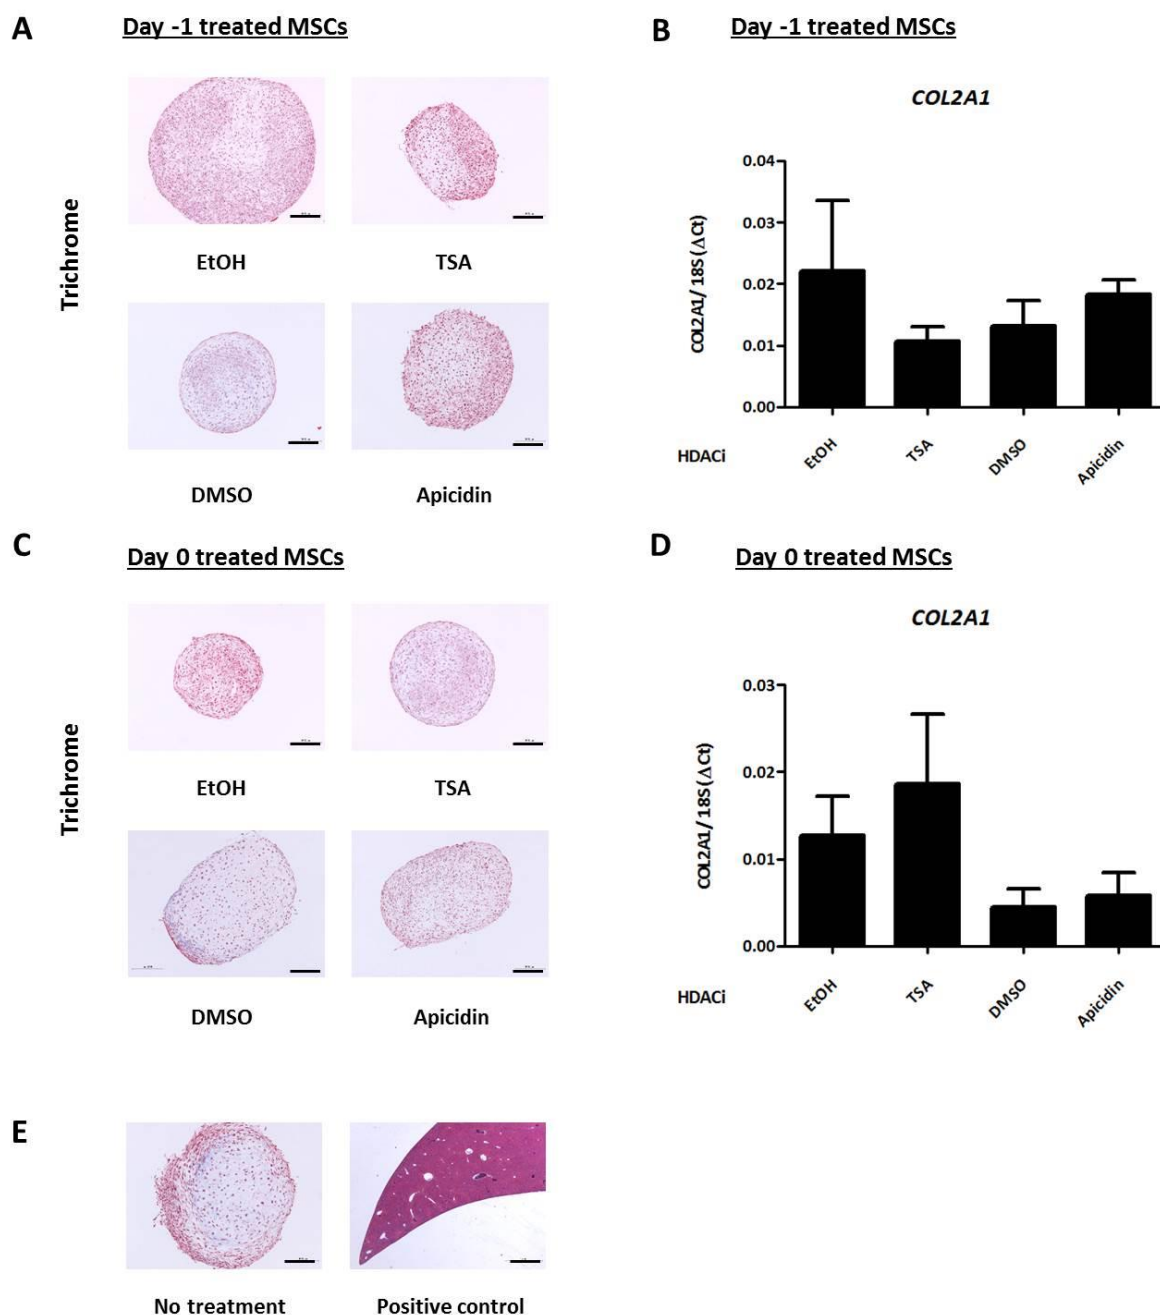 A
Day -1 treated MSCs
Trichrome
EtOH
TSA
DMSO
Apicidin
B
Day -1 treated MSCs
COL2A1
COL2A1/ 18S (ΔCt)
0.04
0.03
0.02
0.01
0.00
HDACi
EtOH
TSA
DMSO
Apicidin
C
Day 0 treated MSCs
Trichrome
EtOH
TSA
DMSO
Apicidin
D
Day 0 treated MSCs
COL2A1
COL2A1/ 18S (ΔCt)
0.03
0.02
0.01
0.00
HDACi
EtOH
TSA
DMSO
Apicidin
E
No treatment
Positive control